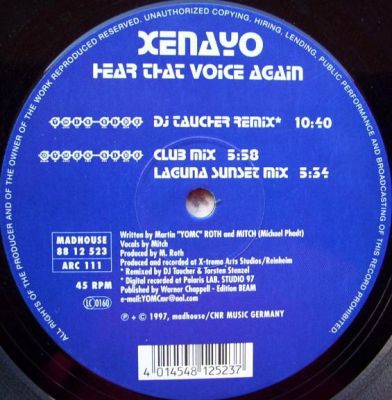 ALL RIGHTS OF THE PRODUCER AND OF THE OWNER OF THE WORK REPRODUCED RESERVED. UNAUTHORIZED COPYING, HIRING, LENDING, PUBLIC PERFORMANCE AND BROADCASTING OF THIS RECORD PROHIBITED.
XENAYO
HEAR THAT VOICE AGAIN
DJ TAUCHER REMIX* 10:40
CLUB MIX 5:58
LAGUNA SUNSET MIX 5:34
MADHOUSE
88 12 523
ARC 111
45 RPM
LC 0160
Written by Martin "YOMC" ROTH and MITCH (Michael Phodt)
Vocals by Mitch
Produced by M. Roth
Produced and recorded at X-treme Arts Studios/Reinheim
* Remixed by DJ Taucher & Torsten Stenzel
* Digital recorded at Polaris LAB. STUDIO 97
Published by Warner Chappell - Edition BEAM
e-mail:YOMCmr@aol.com
℗ + © 1997, madhouse/CNR MUSIC GERMANY
4 014548 125237